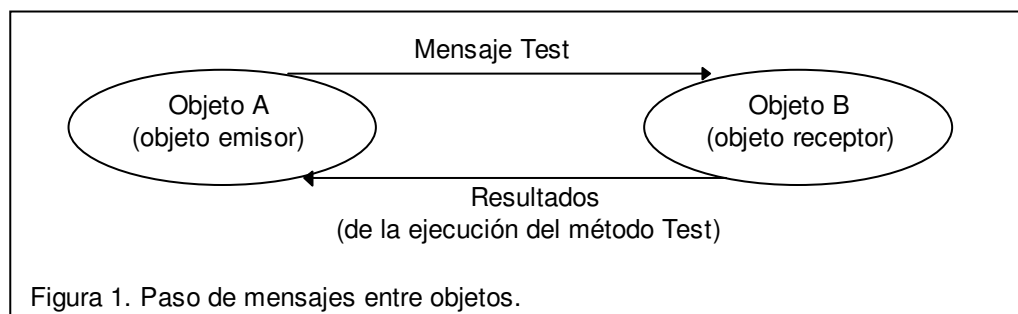 Mensaje Test
Objeto A
(objeto emisor)
Objeto B
(objeto receptor)
Resultados
(de la ejecución del método Test)
Figura 1. Paso de mensajes entre objetos.